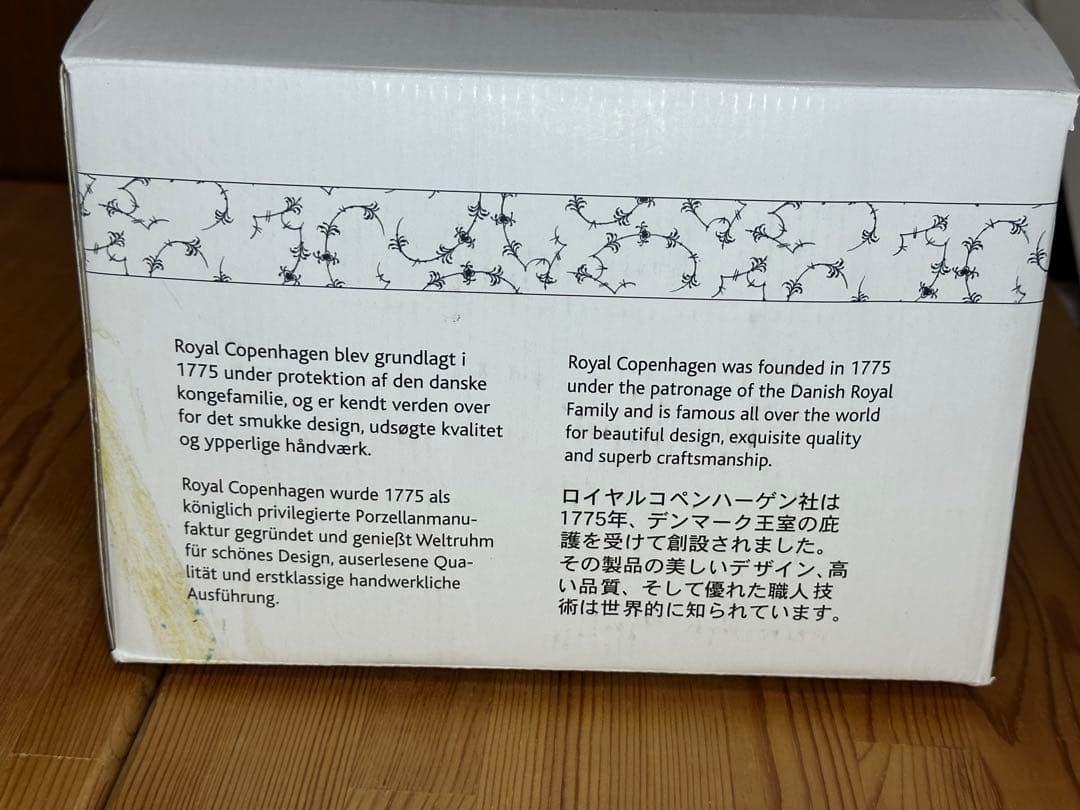 Royal Copenhagen blev grundlagt i
1775 under protektion af den danske
kongefamilie, og er kendt verden over
for det smukke design, udsøgte kvalitet
og ypperlige håndværk.
Royal Copenhagen wurde 1775 als
königlich privilegierte Porzellanmanu-
faktur gegründet und genießt Weltruhm
für schönes Design, auserlesene Qua-
lität und erstklassige handwerkliche
Ausführung.
Royal Copenhagen was founded in 1775
under the patronage of the Danish Royal
Family and is famous all over the world
for beautiful design, exquisite quality
and superb craftsmanship.
ロイヤルコペンハーゲン社は
1775年、デンマーク王室の庇
護を受けて創設されました。
その製品の美しいデザイン、高
い品質、そして優れた職人技
術は世界的に知られています。